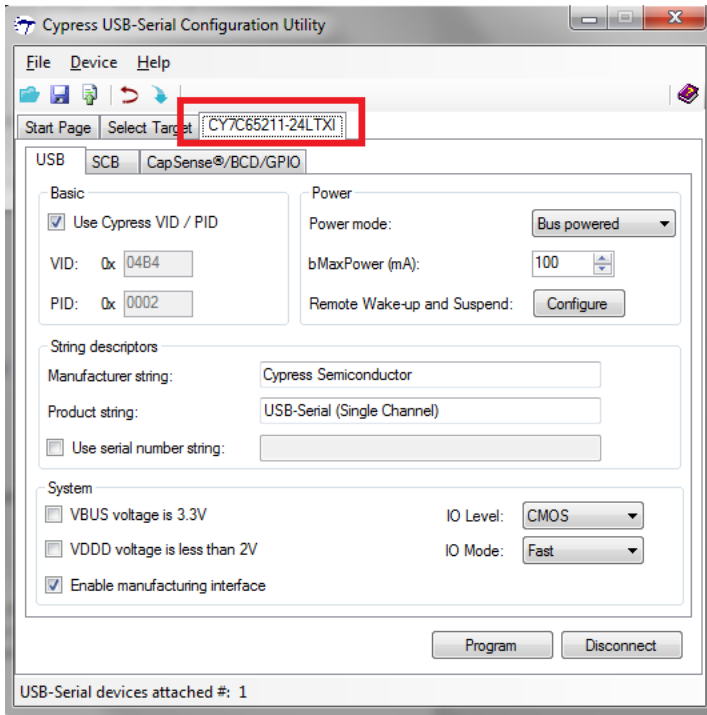 Cypress USB-Serial Configuration Utility
File Device Help
Start Page Select Target CY7C65211-24LTXI
USB SCB CapSense®/BCD/GPIO
Basic
Use Cypress VID / PID
VID: 0x 04B4
PID: 0x 0002
Power
Power mode: Bus powered
bMaxPower (mA): 100
Remote Wake-up and Suspend: Configure
String descriptors
Manufacturer string: Cypress Semiconductor
Product string: USB-Serial (Single Channel)
Use serial number string:
System
VBUS voltage is 3.3V
VDDD voltage is less than 2V
Enable manufacturing interface
IO Level: CMOS
IO Mode: Fast
Program Disconnect
USB-Serial devices attached #: 1